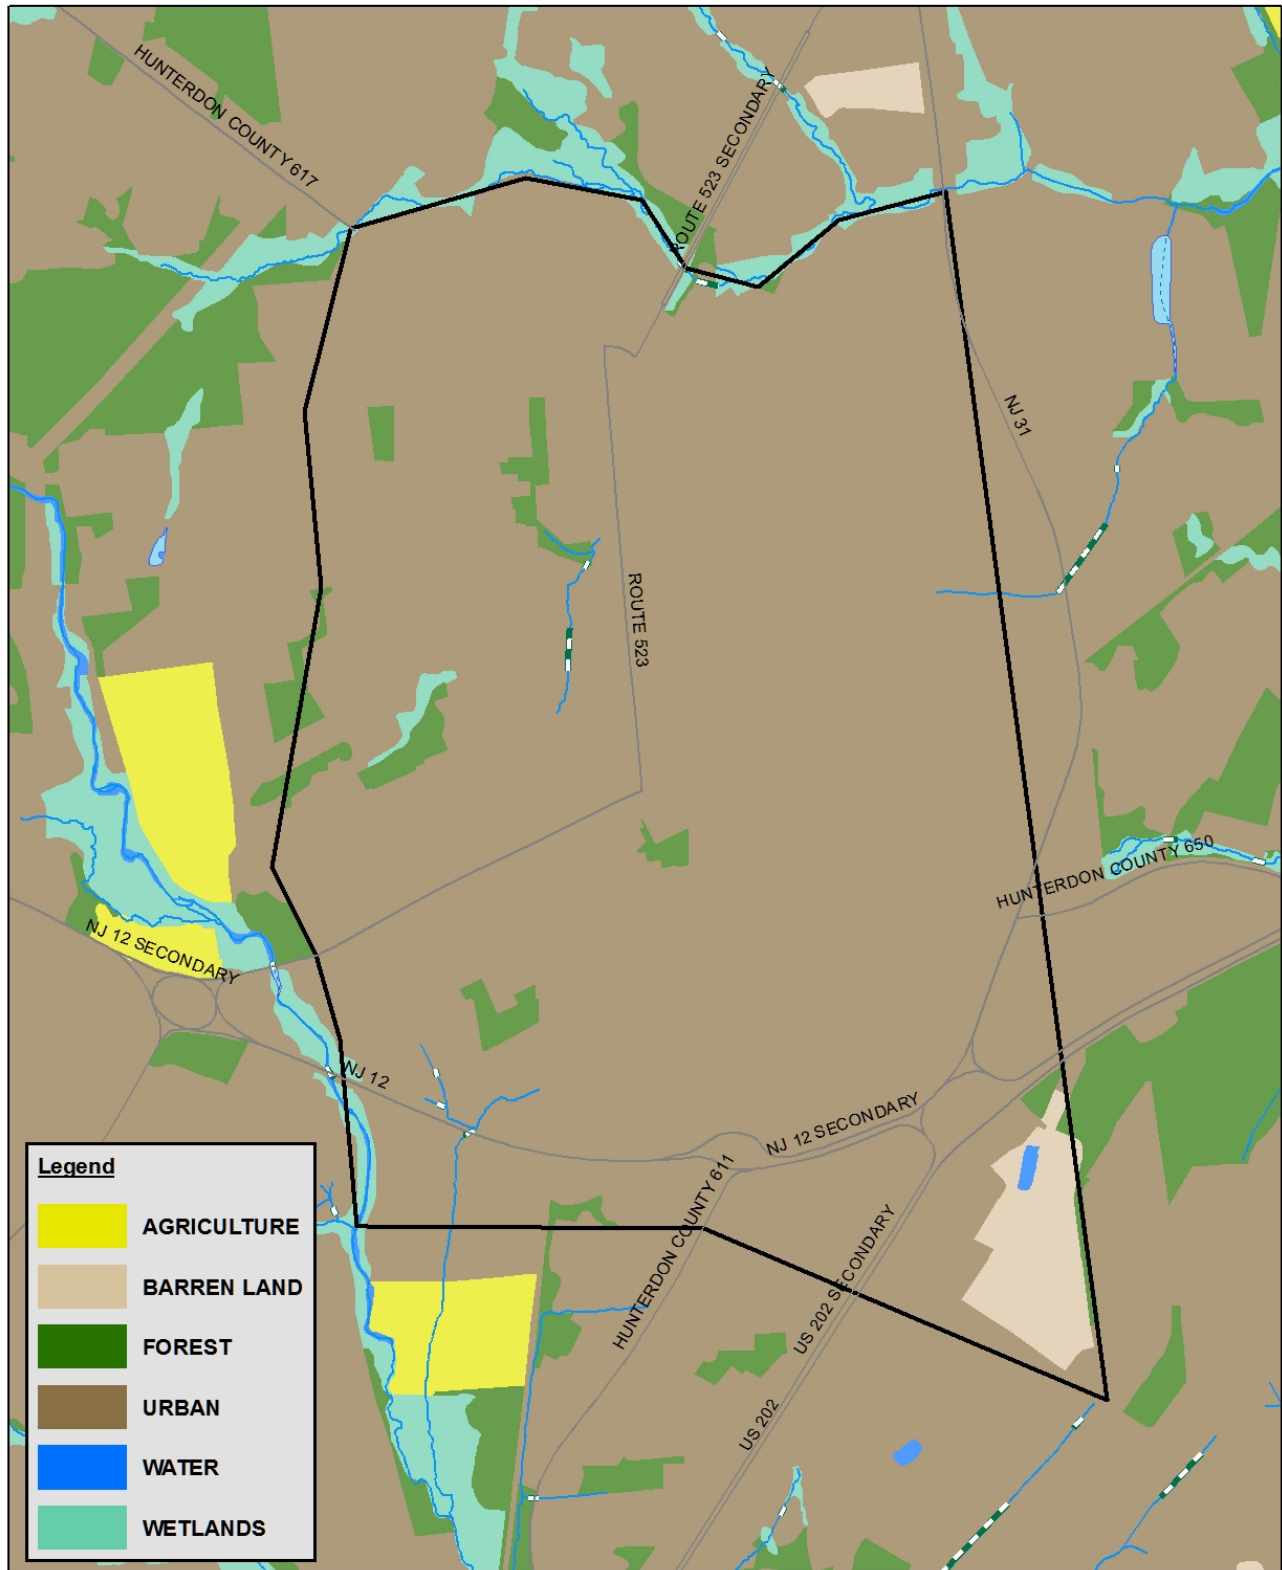 HUNTERDON COUNTY 617
ROUTE 523 SECONDARY
NJ 31
ROUTE 523
HUNTERDON COUNTY 650
NJ 12 SECONDARY
NJ 12
NJ 12 SECONDARY
HUNTERDON COUNTY 611
US 202 SECONDARY
US 202
Legend
AGRICULTURE
BARREN LAND
FOREST
URBAN
WATER
WETLANDS